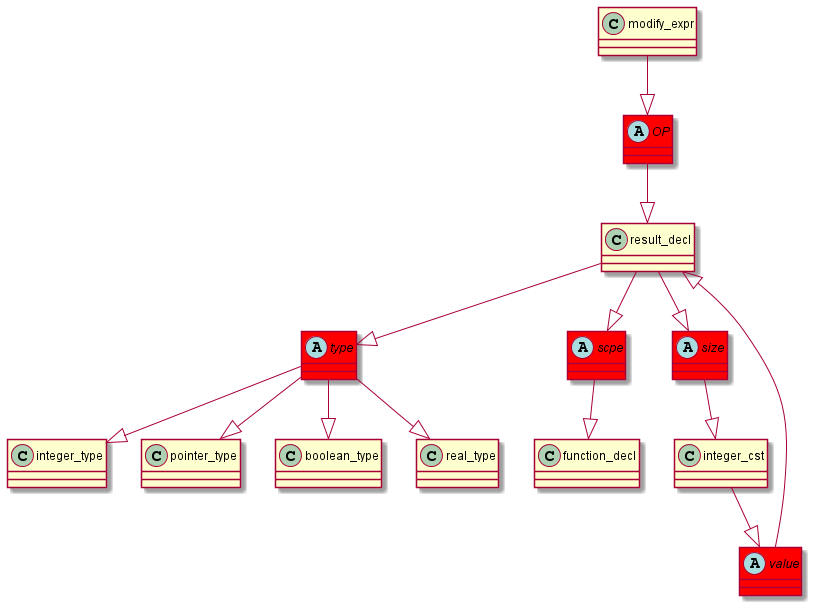 C modify_expr
A OP
C result_decl
A type
A scpe
A size
C integer_type
C pointer_type
C boolean_type
C real_type
C function_decl
C integer_cst
A value